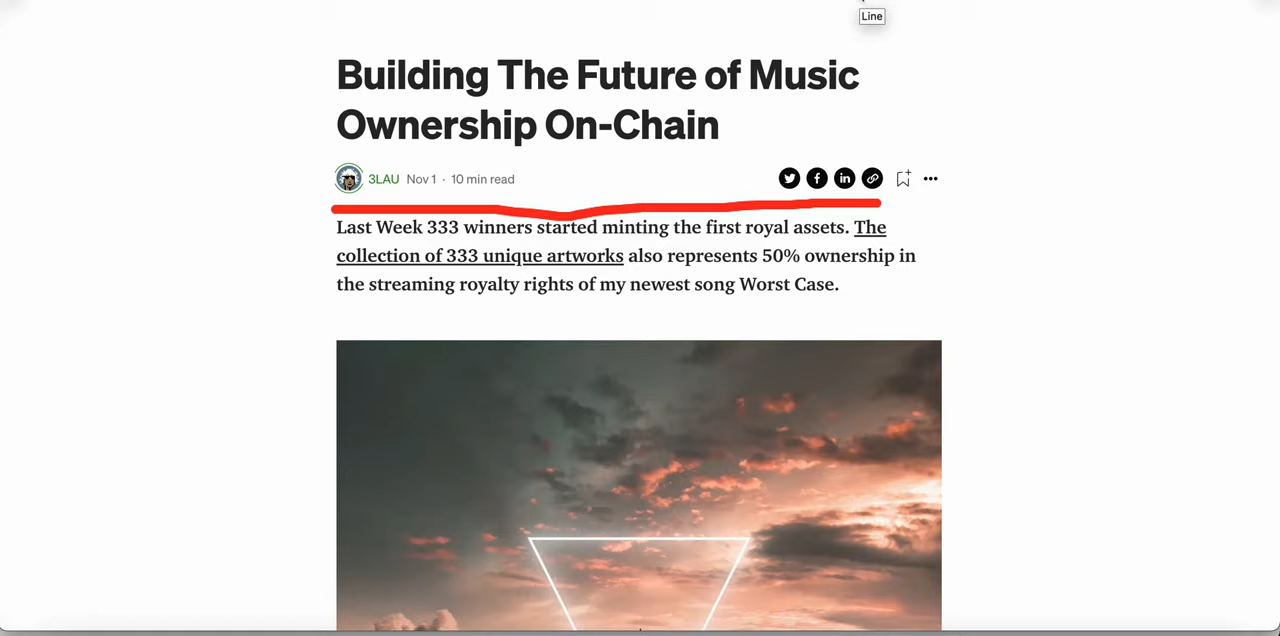 Line
Building The Future of Music
Ownership On-Chain
3LAU Nov 1 · 10 min read
Last Week 333 winners started minting the first royal assets. The
collection of 333 unique artworks also represents 50% ownership in
the streaming royalty rights of my newest song Worst Case.